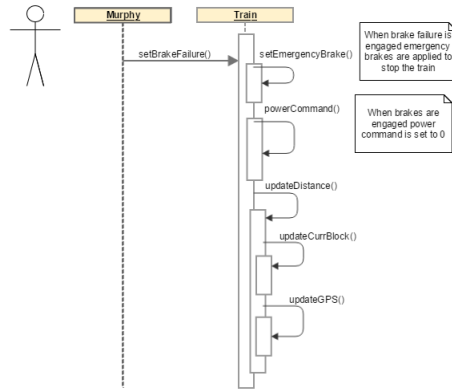 Murphy
Train
setBrakeFailure()
setEmergencyBrake()
When brake failure is
engaged emergency
brakes are applied to
stop the train
powerCommand()
When brakes are
engaged power
command is set to 0
updateDistance()
updateCurrBlock()
updateGPS()